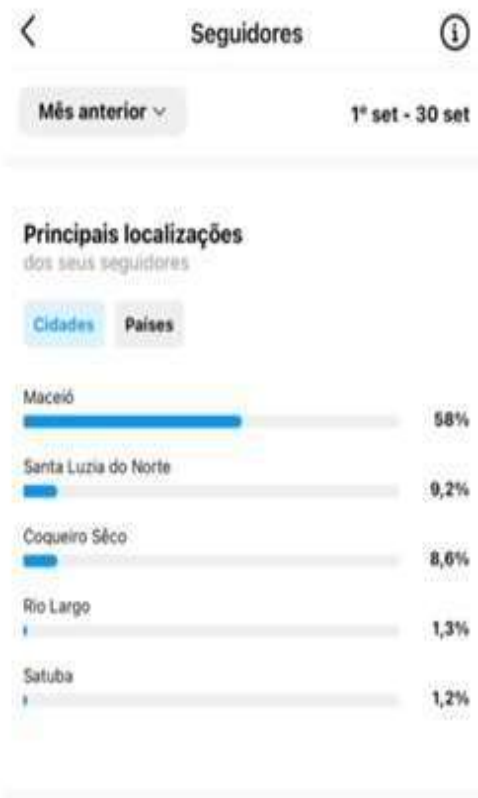 Seguidores
Mês anterior
1º set - 30 set
Principais localizações
dos seus seguidores
Cidades Países
Maceió
58%
Santa Luzia do Norte
9,2%
Coqueiro Sêco
8,6%
Rio Largo
1,3%
Satuba
1,2%